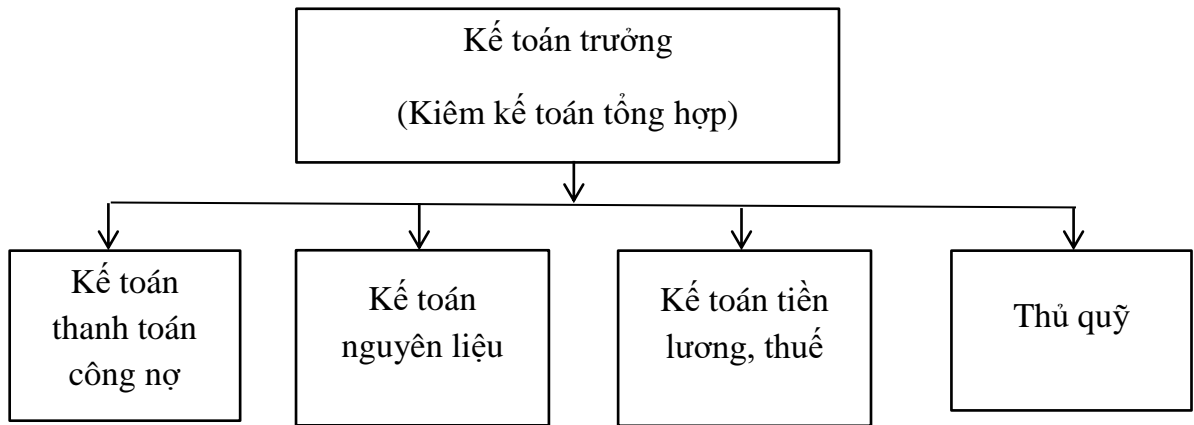 Kế toán trưởng
(Kiêm kế toán tổng hợp)
Kế toán
thanh toán
công nợ
Kế toán
nguyên liệu
Kế toán tiền
lương, thuế
Thủ quỹ